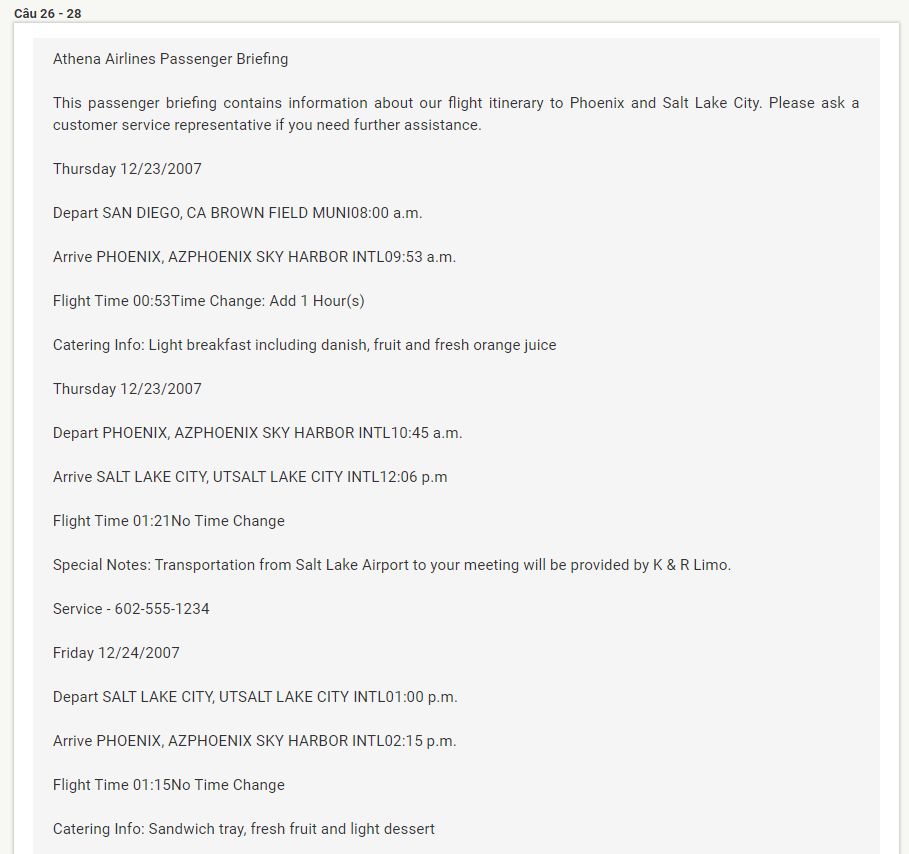 Câu 26 - 28
Athena Airlines Passenger Briefing
This passenger briefing contains information about our flight itinerary to Phoenix and Salt Lake City. Please ask a
customer service representative if you need further assistance.
Thursday 12/23/2007
Depart SAN DIEGO, CA BROWN FIELD MUNI08:00 a.m.
Arrive PHOENIX, AZPHOENIX SKY HARBOR INTL09:53 a.m.
Flight Time 00:53Time Change: Add 1 Hour(s)
Catering Info: Light breakfast including danish, fruit and fresh orange juice
Thursday 12/23/2007
Depart PHOENIX, AZPHOENIX SKY HARBOR INTL10:45 a.m.
Arrive SALT LAKE CITY, UTSALT LAKE CITY INTL12:06 p.m
Flight Time 01:21No Time Change
Special Notes: Transportation from Salt Lake Airport to your meeting will be provided by K & R Limo.
Service - 602-555-1234
Friday 12/24/2007
Depart SALT LAKE CITY, UTSALT LAKE CITY INTL01:00 p.m.
Arrive PHOENIX, AZPHOENIX SKY HARBOR INTL02:15 p.m.
Flight Time 01:15No Time Change
Catering Info: Sandwich tray, fresh fruit and light dessert